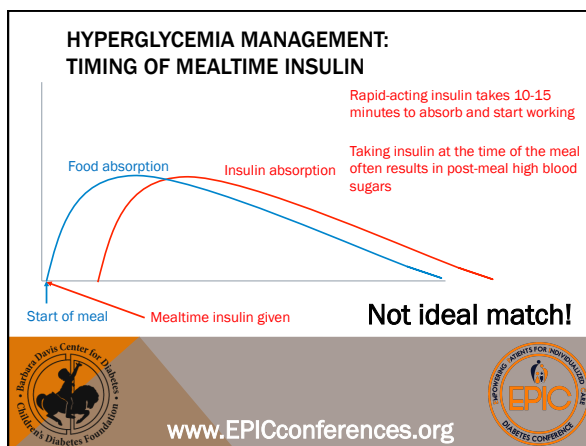 HYPERGLYCEMIA MANAGEMENT:
TIMING OF MEALTIME INSULIN
Rapid-acting insulin takes 10-15
minutes to absorb and start working
Taking insulin at the time of the meal
often results in post-meal high blood
sugars
Food absorption
Insulin absorption
Start of meal
Mealtime insulin given
Not ideal match!
• Barbara Davis Center for Diabetes •
Children's Diabetes Foundation
www.EPICconferences.org
EMPOWERING PATIENTS FOR INDIVIDUALIZED CARE
EPIC
DIABETES CONFERENCE